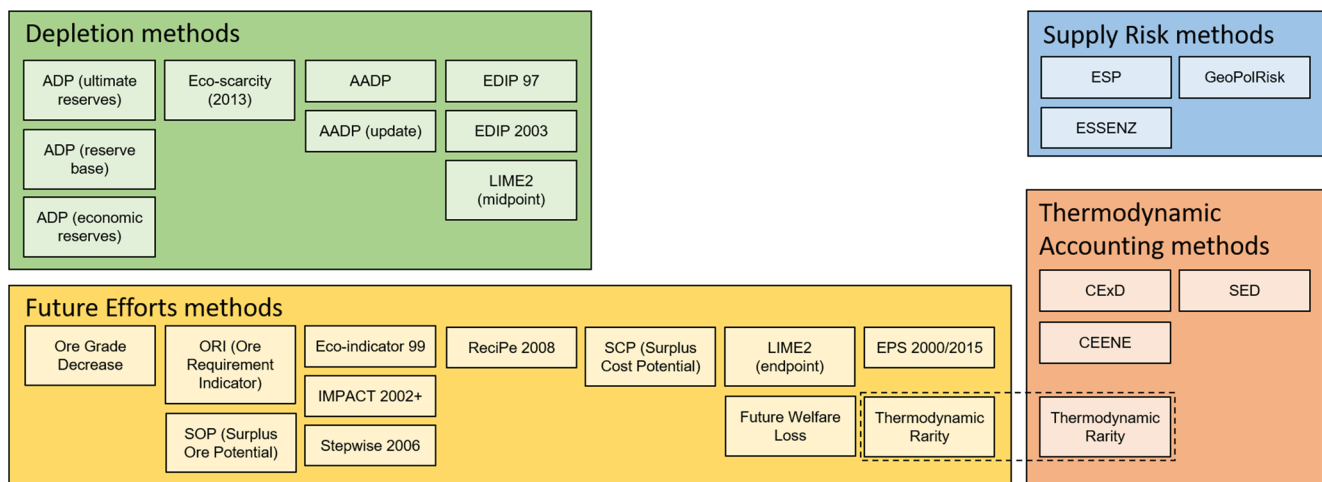 Depletion methods
ADP (ultimate
reserves)
ADP (reserve
base)
ADP (economic
reserves)
Eco-scarcity
(2013)
AADP
AADP (update)
EDIP 97
EDIP 2003
LIME2
(midpoint)
Supply Risk methods
ESP
GeoPolRisk
ESSENZ
Future Efforts methods
Ore Grade
Decrease
ORI (Ore
Requirement
Indicator)
SOP (Surplus
Ore Potential)
Eco-indicator 99
IMPACT 2002+
Stepwise 2006
ReciPe 2008
SCP (Surplus
Cost Potential)
LIME2
(endpoint)
Future Welfare
Loss
EPS 2000/2015
Thermodynamic
Rarity
Thermodynamic
Accounting methods
CExD
SED
CEENE
Thermodynamic
Rarity